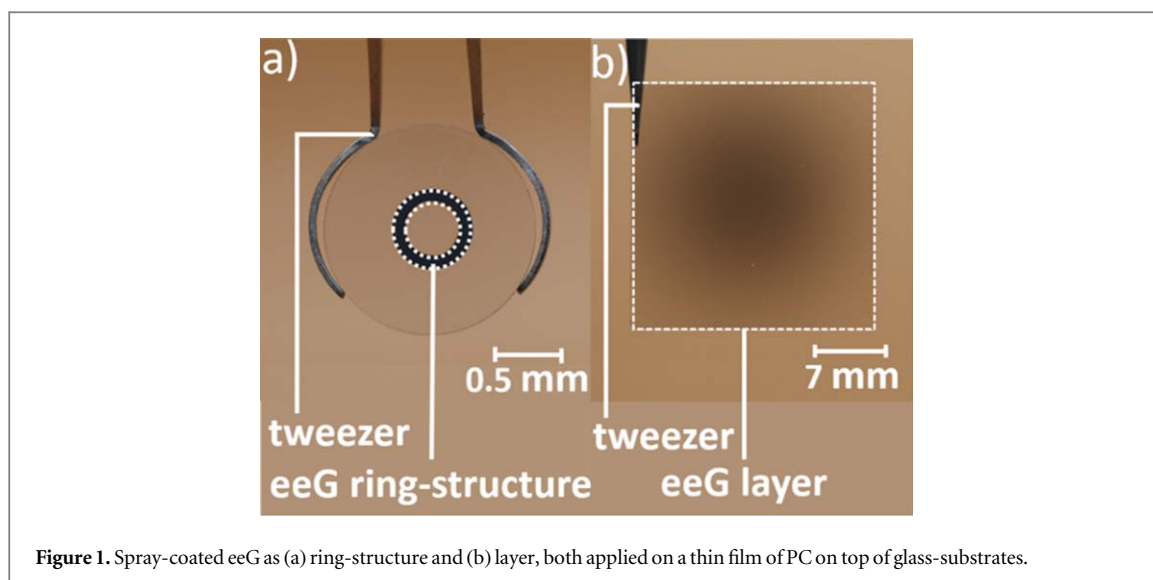 a)
b)
0.5 mm
7 mm
tweezer
tweezer
eeG ring-structure
eeG layer
Figure 1. Spray-coated eeG as (a) ring-structure and (b) layer, both applied on a thin film of PC on top of glass-substrates.